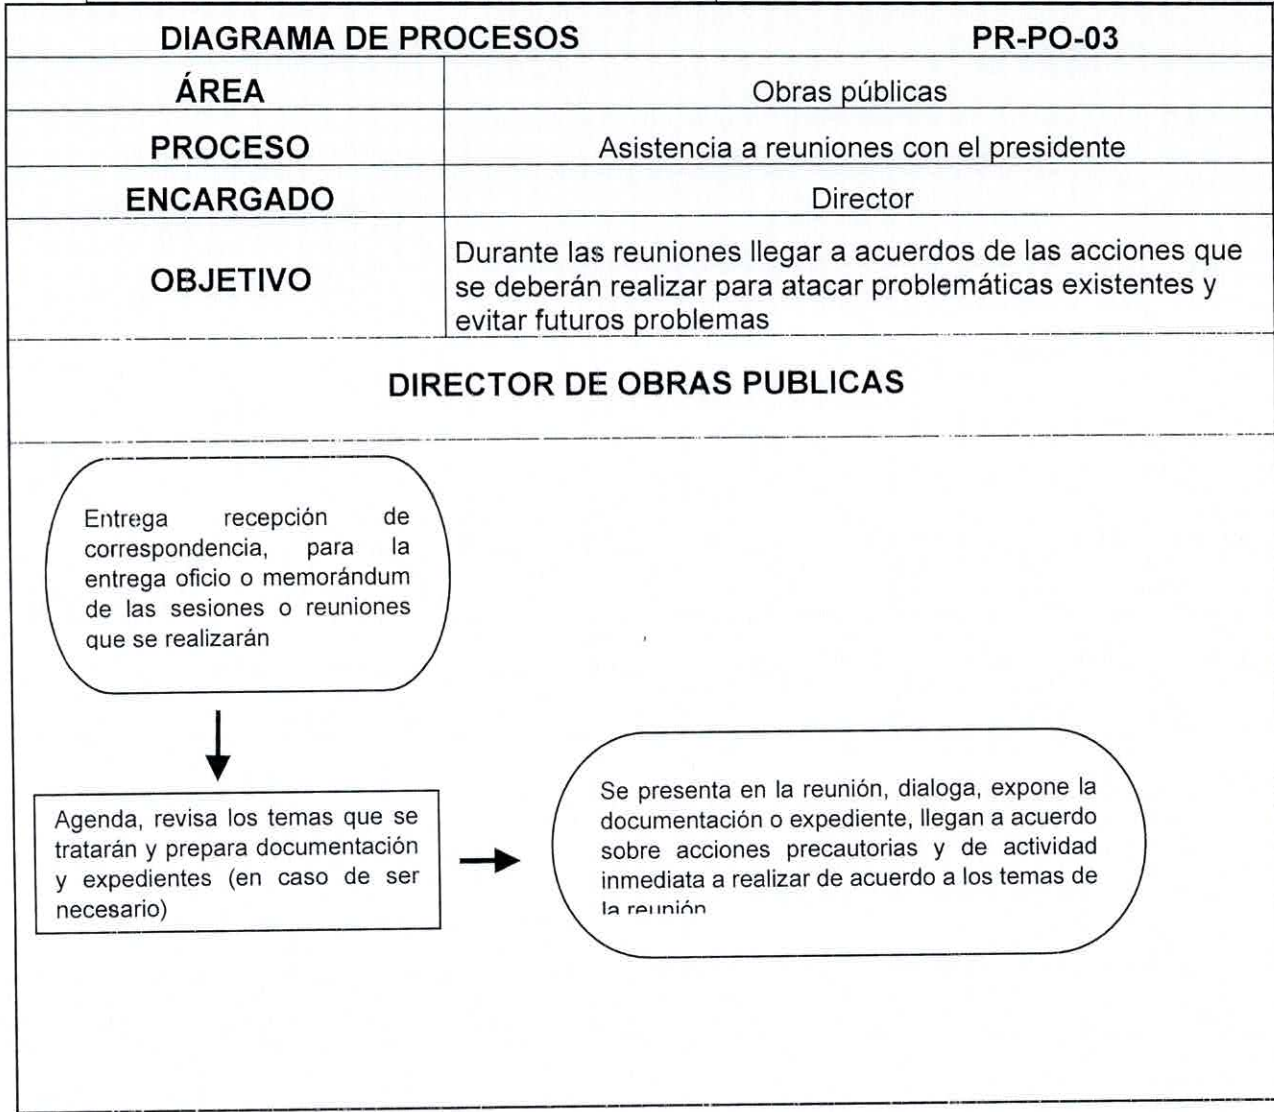 DIAGRAMA DE PROCESOS PR-PO-03
ÁREA Obras públicas
PROCESO Asistencia a reuniones con el presidente
ENCARGADO Director
OBJETIVO
Durante las reuniones llegar a acuerdos de las acciones que
se deberán realizar para atacar problemáticas existentes y
evitar futuros problemas
DIRECTOR DE OBRAS PUBLICAS
Entrega recepción de
correspondencia, para la
entrega oficio o memorándum
de las sesiones o reuniones
que se realizarán
Agenda, revisa los temas que se
tratarán y prepara documentación
y expedientes (en caso de ser
necesario)
Se presenta en la reunión, dialoga, expone la
documentación o expediente, llegan a acuerdo
sobre acciones precautorias y de actividad
inmediata a realizar de acuerdo a los temas de
la reunión